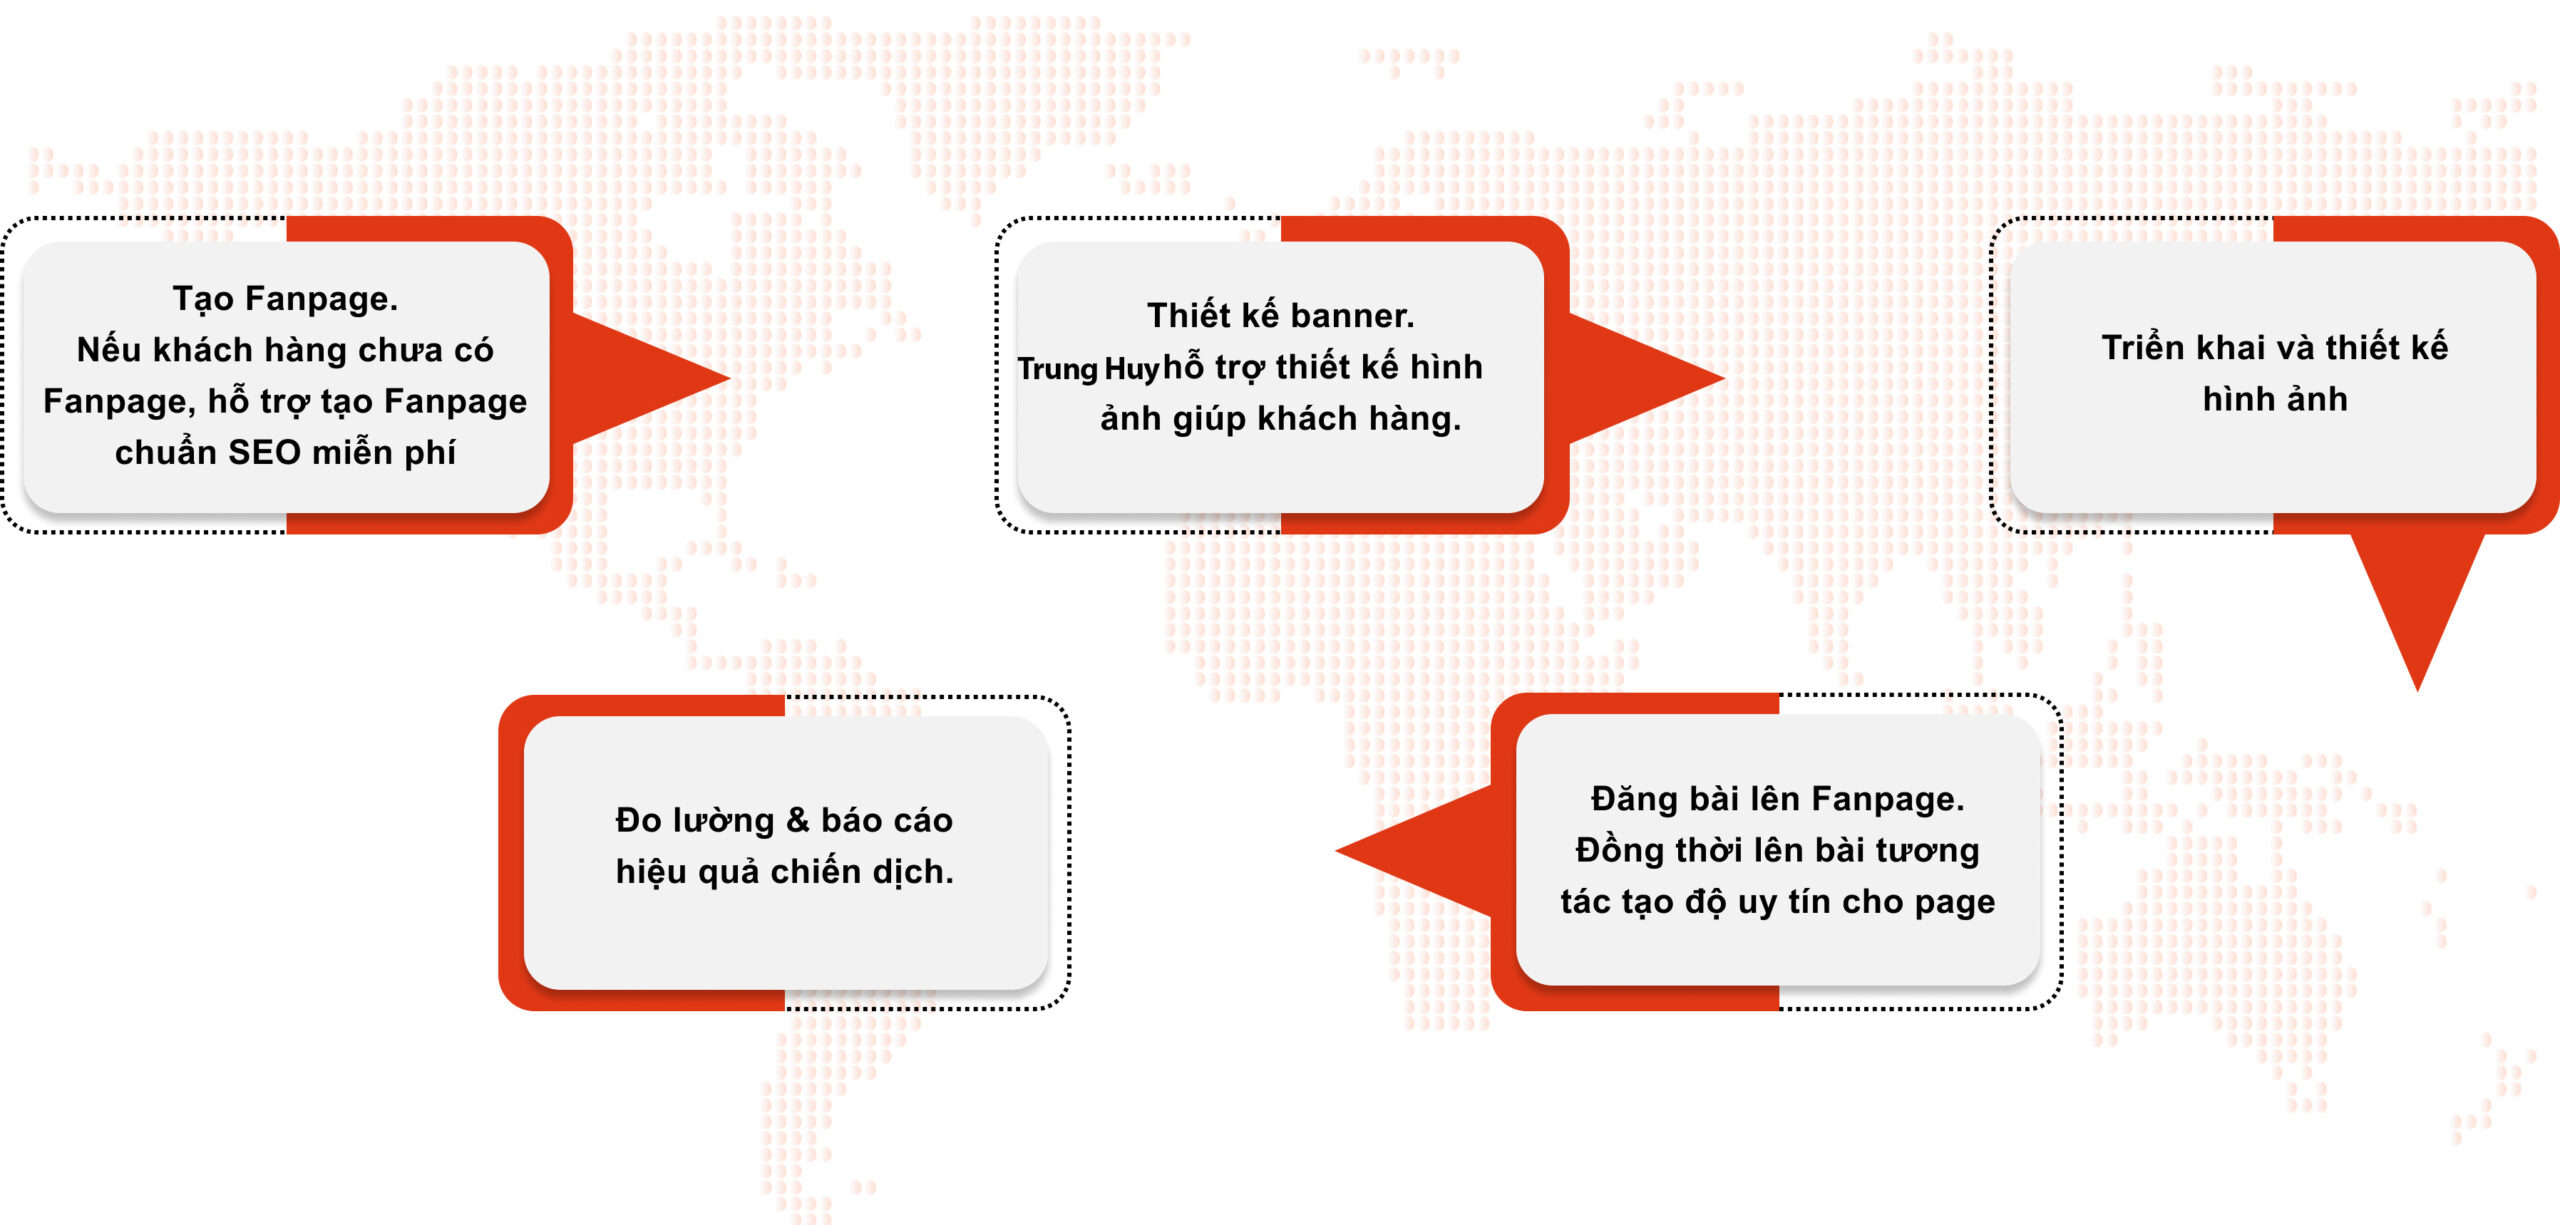 Tạo Fanpage.
Nếu khách hàng chưa có
Fanpage, hỗ trợ tạo Fanpage
chuẩn SEO miễn phí
Thiết kế banner.
Trung Huy hỗ trợ thiết kế hình
ảnh giúp khách hàng.
Triển khai và thiết kế
hình ảnh
Đăng bài lên Fanpage.
Đồng thời lên bài tương
tác tạo độ uy tín cho page
Đo lường & báo cáo
hiệu quả chiến dịch.